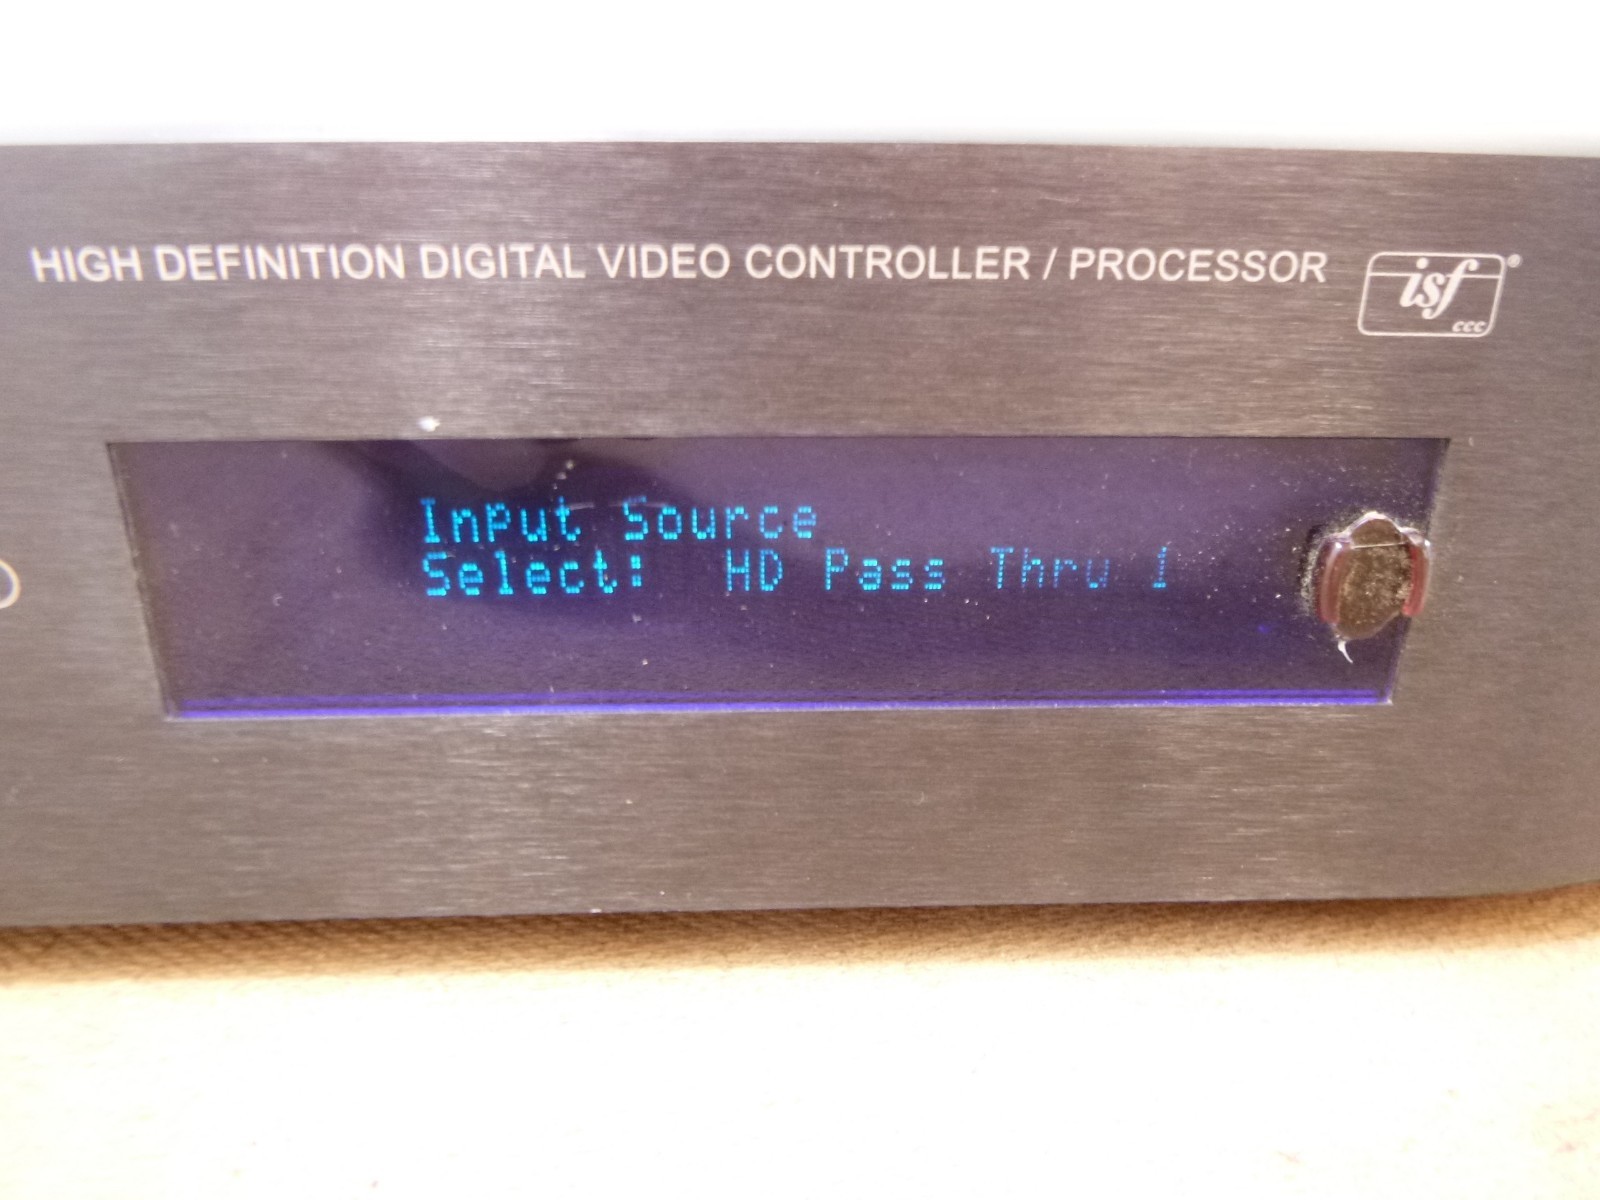 HIGH DEFINITION DIGITAL VIDEO CONTROLLER / PROCESSOR
isf®
ccc
Input Source
Select: HD Pass Thru 1